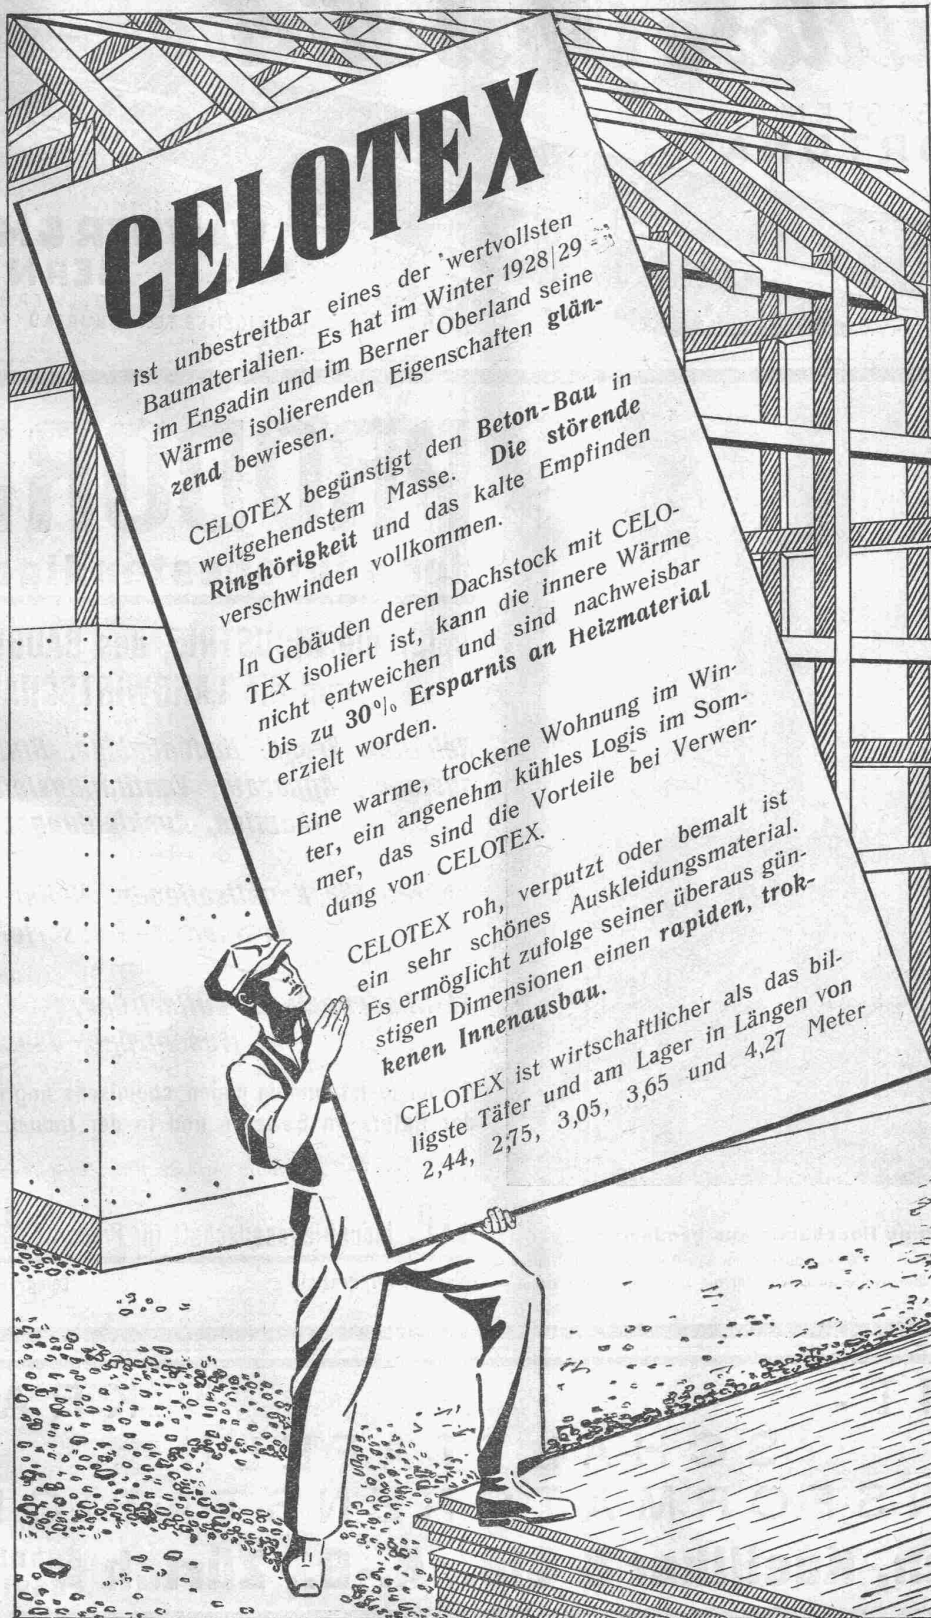 CELOTEX
ist unbestreitbar eines der wertvollsten
Baumaterialien. Es hat im Winter 1928/29
im Engadin und im Berner Oberland seine
Wärme isolierenden Eigenschaften glän-
zend bewiesen.
CELOTEX begünstigt den Beton-Bau in
weitgehendstem Masse. Die störende
Ringhörigkeit und das kalte Empfinden
verschwinden vollkommen.
In Gebäuden deren Dachstock mit CELO-
TEX isoliert ist, kann die innere Wärme
nicht entweichen und sind nachweisbar
bis zu 30% Ersparnis an Heizmaterial
erzielt worden.
Eine warme, trockene Wohnung im Win-
ter, ein angenehm kühles Logis im Som-
mer, das sind die Vorteile bei Verwen-
dung von CELOTEX.
CELOTEX roh, verputzt oder bemalt ist
ein sehr schönes Auskleidungsmaterial.
Es ermöglicht zufolge seiner überaus gün-
stigen Dimensionen einen rapiden, trok-
kenen Innenausbau.
CELOTEX ist wirtschaftlicher als das bil-
ligste Täfer und am Lager in Längen von
2,44, 2,75, 3,05, 3,65 und 4,27 Meter